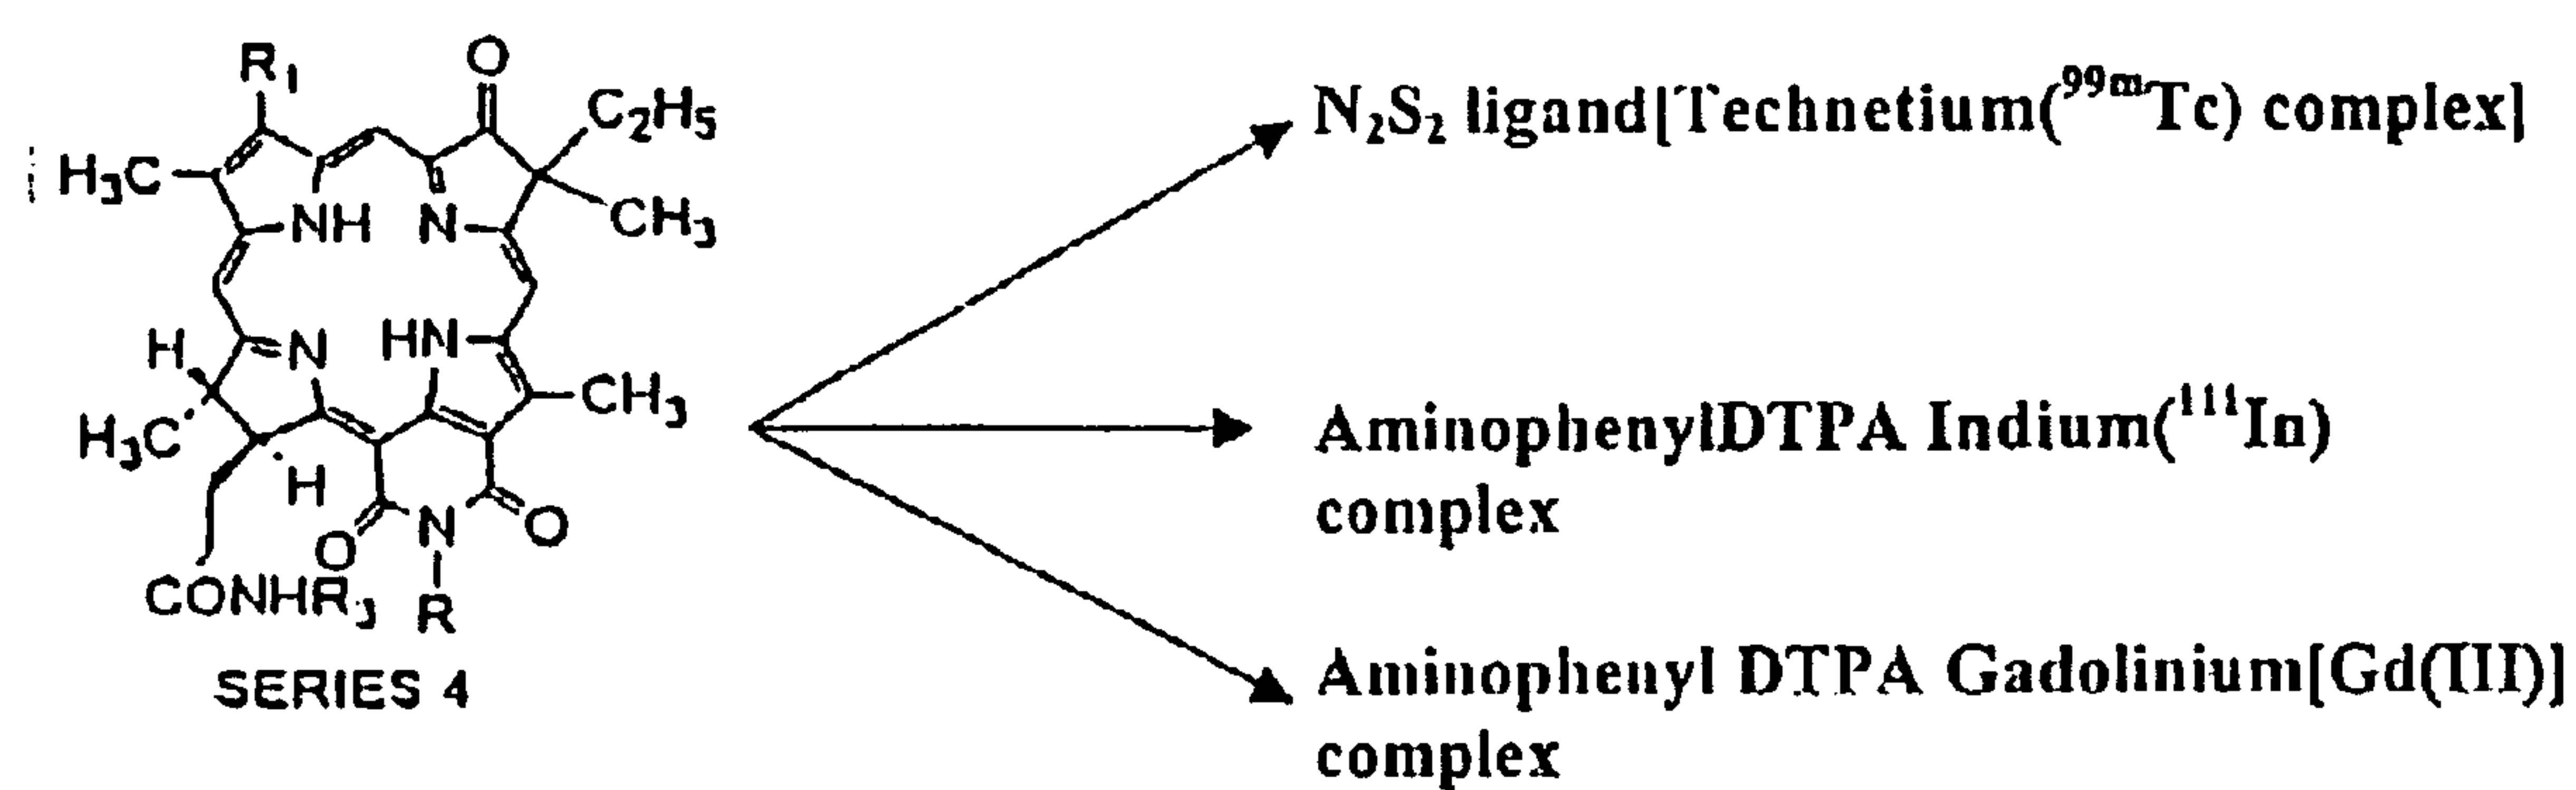 R₁
O
C₂H₅
H₃C
NH
N
CH₃
H
N
HN
CH₃
H₃C
H
O
N
O
CONHR₃
R
SERIES 4
N₂S₂ ligand[Technetium(⁹⁹ᵐTc) complex]
AminophenylDTPA Indium(¹¹¹In)
complex
Aminophenyl DTPA Gadolinium[Gd(III)]
complex